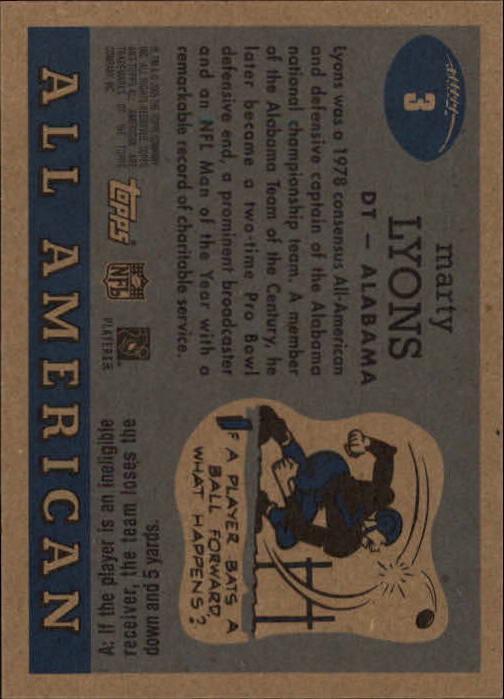 3
marty
LYONS
DT – ALABAMA
Lyons was a 1978 consensus All-American
and defensive captain of the Alabama
national championship team. A member
of the Alabama Team of the Century, he
later became a two-time Pro Bowl
defensive end, a prominent broadcaster
and an NFL Man of the Year with a
remarkable record of charitable service.
topps
NFL
PLAYERS
IF A PLAYER BATS A
BALL FORWARD,
WHAT HAPPENS?
A: If the player is an ineligible
receiver, the team loses the
down and 5 yards.
ALL AMERICAN